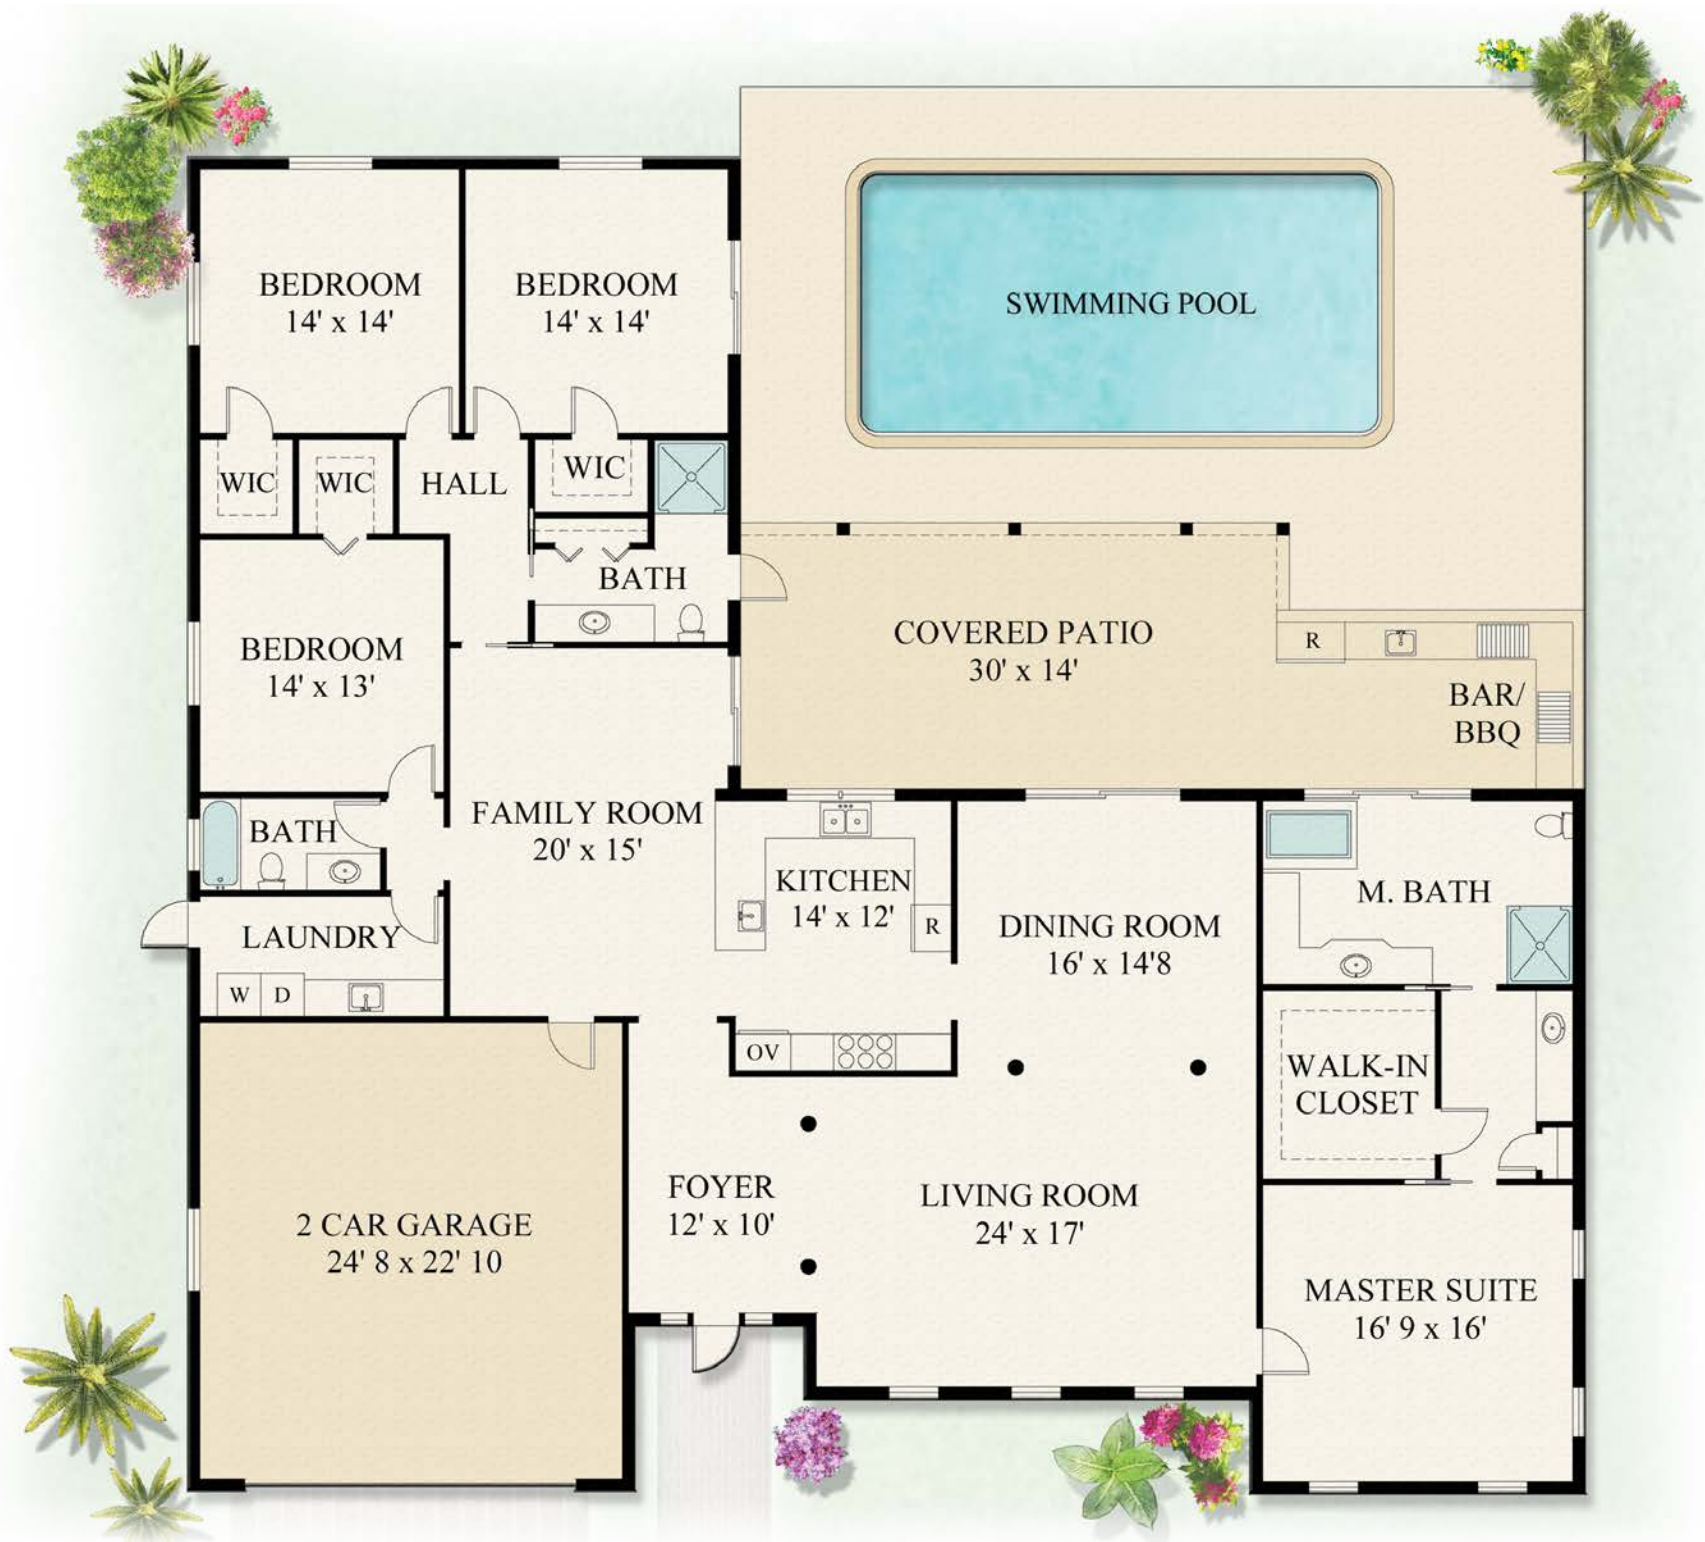 BEDROOM
14' x 14'
BEDROOM
14' x 14'
SWIMMING POOL
WIC
WIC
HALL
WIC
BATH
BEDROOM
14' x 13'
COVERED PATIO
30' x 14'
R
BAR/
BBQ
FAMILY ROOM
20' x 15'
BATH
KITCHEN
14' x 12'
R
DINING ROOM
16' x 14'8
M. BATH
LAUNDRY
W
D
OV
WALK-IN
CLOSET
FOYER
12' x 10'
LIVING ROOM
24' x 17'
2 CAR GARAGE
24' 8 x 22' 10
MASTER SUITE
16' 9 x 16'